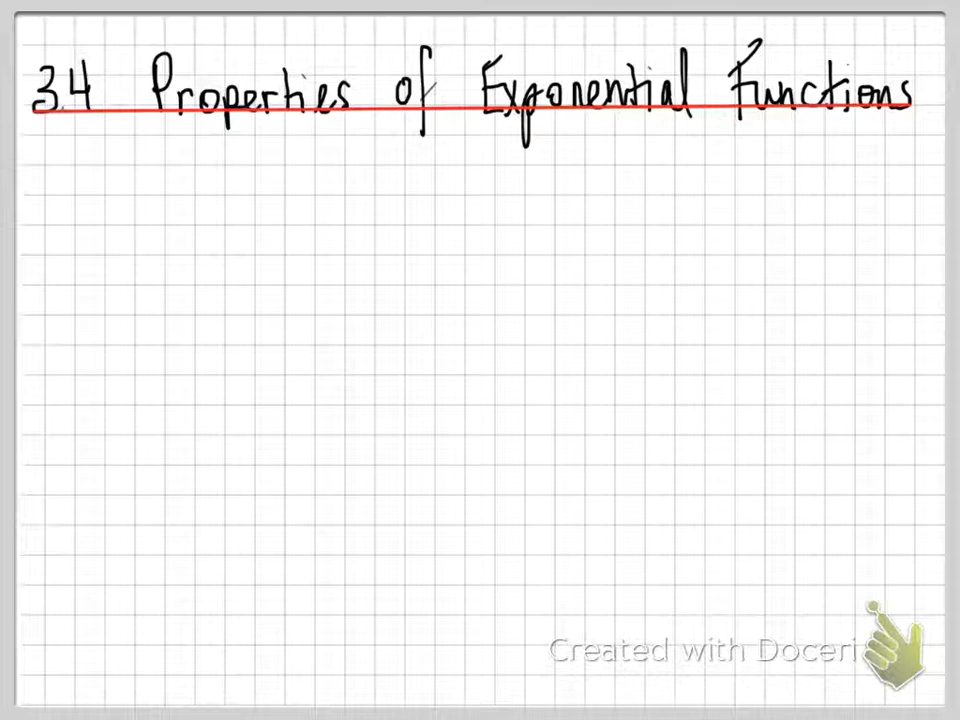 3.4 Properties of Exponential Functions
Created with Doceri